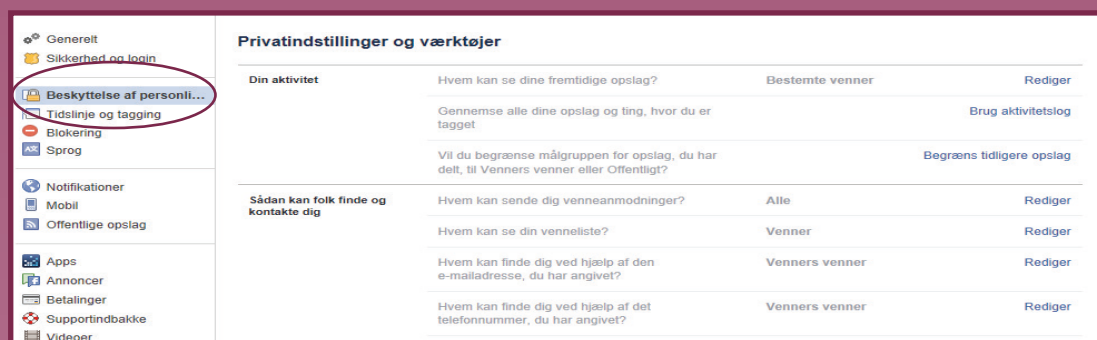 Generelt
Sikkerhed og login
Beskyttelse af personli...
Tidslinje og tagging
Blokering
Sprog
Notifikationer
Mobil
Offentlige opslag
Apps
Annoncer
Betalinger
Supportindbakke
Videoer
Privatindstillinger og værktøjer
Din aktivitet
Hvem kan se dine fremtidige opslag?
Bestemte venner
Rediger
Gennemse alle dine opslag og ting, hvor du er
tagget
Brug aktivitetslog
Vil du begrænse målgruppen for opslag, du har
delt, til Venners venner eller Offentligt?
Begræns tidligere opslag
Sådan kan folk finde og
kontakte dig
Hvem kan sende dig venneanmodninger?
Alle
Rediger
Hvem kan se din venneliste?
Venner
Rediger
Hvem kan finde dig ved hjælp af den
e-mailadresse, du har angivet?
Venners venner
Rediger
Hvem kan finde dig ved hjælp af det
telefonnummer, du har angivet?
Venners venner
Rediger